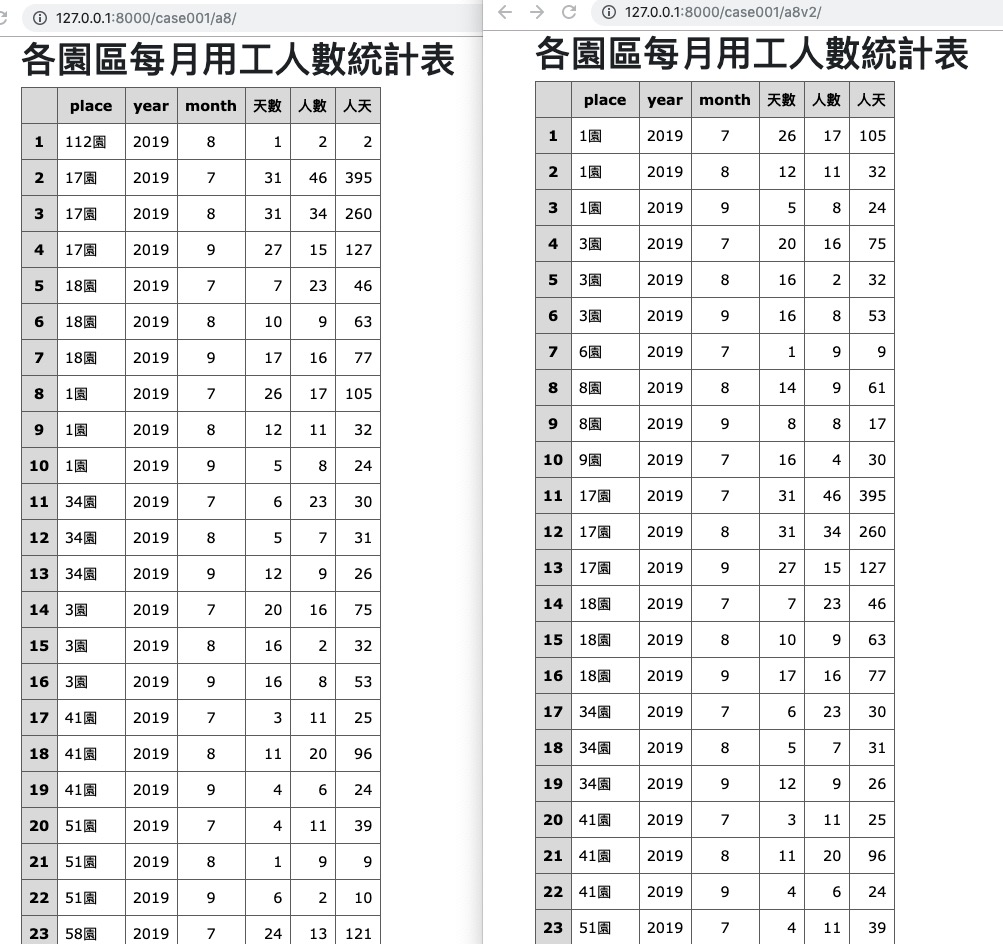 127.0.0.1:8000/case001/a8/
各園區每月用工人數統計表
place year month 天數 人數 人天
1 112園 2019 8 1 2 2
2 17園 2019 7 31 46 395
3 17園 2019 8 31 34 260
4 17園 2019 9 27 15 127
5 18園 2019 7 7 23 46
6 18園 2019 8 10 9 63
7 18園 2019 9 17 16 77
8 1園 2019 7 26 17 105
9 1園 2019 8 12 11 32
10 1園 2019 9 5 8 24
11 34園 2019 7 6 23 30
12 34園 2019 8 5 7 31
13 34園 2019 9 12 9 26
14 3園 2019 7 20 16 75
15 3園 2019 8 16 2 32
16 3園 2019 9 16 8 53
17 41園 2019 7 3 11 25
18 41園 2019 8 11 20 96
19 41園 2019 9 4 6 24
20 51園 2019 7 4 11 39
21 51園 2019 8 1 9 9
22 51園 2019 9 6 2 10
23 58園 2019 7 24 13 121
127.0.0.1:8000/case001/a8v2/
各園區每月用工人數統計表
place year month 天數 人數 人天
1 1園 2019 7 26 17 105
2 1園 2019 8 12 11 32
3 1園 2019 9 5 8 24
4 3園 2019 7 20 16 75
5 3園 2019 8 16 2 32
6 3園 2019 9 16 8 53
7 6園 2019 7 1 9 9
8 8園 2019 8 14 9 61
9 8園 2019 9 8 8 17
10 9園 2019 7 16 4 30
11 17園 2019 7 31 46 395
12 17園 2019 8 31 34 260
13 17園 2019 9 27 15 127
14 18園 2019 7 7 23 46
15 18園 2019 8 10 9 63
16 18園 2019 9 17 16 77
17 34園 2019 7 6 23 30
18 34園 2019 8 5 7 31
19 34園 2019 9 12 9 26
20 41園 2019 7 3 11 25
21 41園 2019 8 11 20 96
22 41園 2019 9 4 6 24
23 51園 2019 7 4 11 39